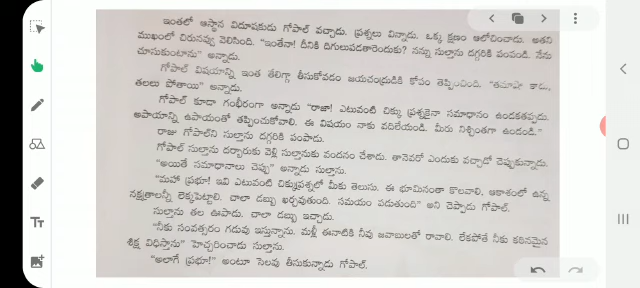 ఇంతలో ఆస్థాన విదూషకుడు గోపాల్ వచ్చాడు. ప్రశ్నలు విన్నాడు. ఒక్క క్షణం ఆలోచించాడు. అతని
ముఖంలో చిరునవ్వు వెలిసింది. "ఇంతేనా! దీనికి దిగులుపడతారెందుకు? నన్ను సుల్తాను దగ్గరికి పంపండి. నేను
చూసుకుంటాను" అన్నాడు.
గోపాల్ విషయాన్ని ఇంత తేలిగ్గా తీసుకోవడం జయచంద్రుడికి కోపం తెప్పించింది. "తమాషా కాదు,
తలలు పోతాయి" అన్నాడు.
గోపాల్ కూడా గంభీరంగా అన్నాడు "రాజా! ఎటువంటి చిక్కు ప్రశ్నకైనా సమాధానం ఉండకతప్పదు.
అపాయాన్ని ఉపాయంతో తప్పించుకోవాలి. ఈ విషయం నాకు వదిలేయండి. మీరు నిశ్చింతగా ఉండండి."
రాజు గోపాల్‌ని సుల్తాను దగ్గరికి పంపాడు.
గోపాల్ సుల్తాను దర్బారుకు వెళ్లి సుల్తానుకు వందనం చేశాడు. తానెవరో ఎందుకు వచ్చాడో చెప్పుకున్నాడు.
"అయితే సమాధానాలు చెప్పు" అన్నాడు సుల్తాను.
"మహా ప్రభూ! ఇవి ఎటువంటి చిక్కుప్రశ్నలో మీకు తెలుసు. ఈ భూమినంతా కొలవాలి. ఆకాశంలో ఉన్న
నక్షత్రాలన్నీ లెక్కపెట్టాలి. చాలా డబ్బు ఖర్చవుతుంది. సమయం పడుతుంది" అని చెప్పాడు గోపాల్.
సుల్తాను తల ఊపాడు. చాలా డబ్బు ఇచ్చాడు.
"నీకు సంవత్సరం గడువు ఇస్తున్నాను. మళ్లీ ఈనాటికి నీవు జవాబులతో రావాలి. లేకపోతే నీకు కఠినమైన
శిక్ష విధిస్తాను" హెచ్చరించాడు సుల్తాను.
"అలాగే ప్రభూ!" అంటూ సెలవు తీసుకున్నాడు గోపాల్.